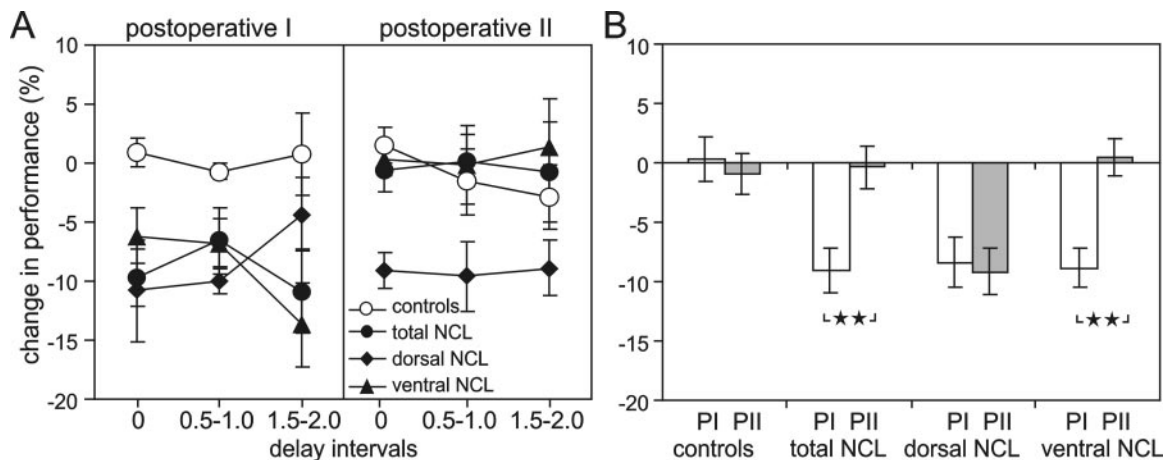 A
postoperative I
postoperative II
change in performance (%)
10
5
0
-5
-10
-15
-20
controls
total NCL
dorsal NCL
ventral NCL
0 0.5-1.0 1.5-2.0 0 0.5-1.0 1.5-2.0
delay intervals
B
10
5
0
-5
-10
-15
-20
★★
★★
PI PII PI PII PI PII PI PII
controls total NCL dorsal NCL ventral NCL